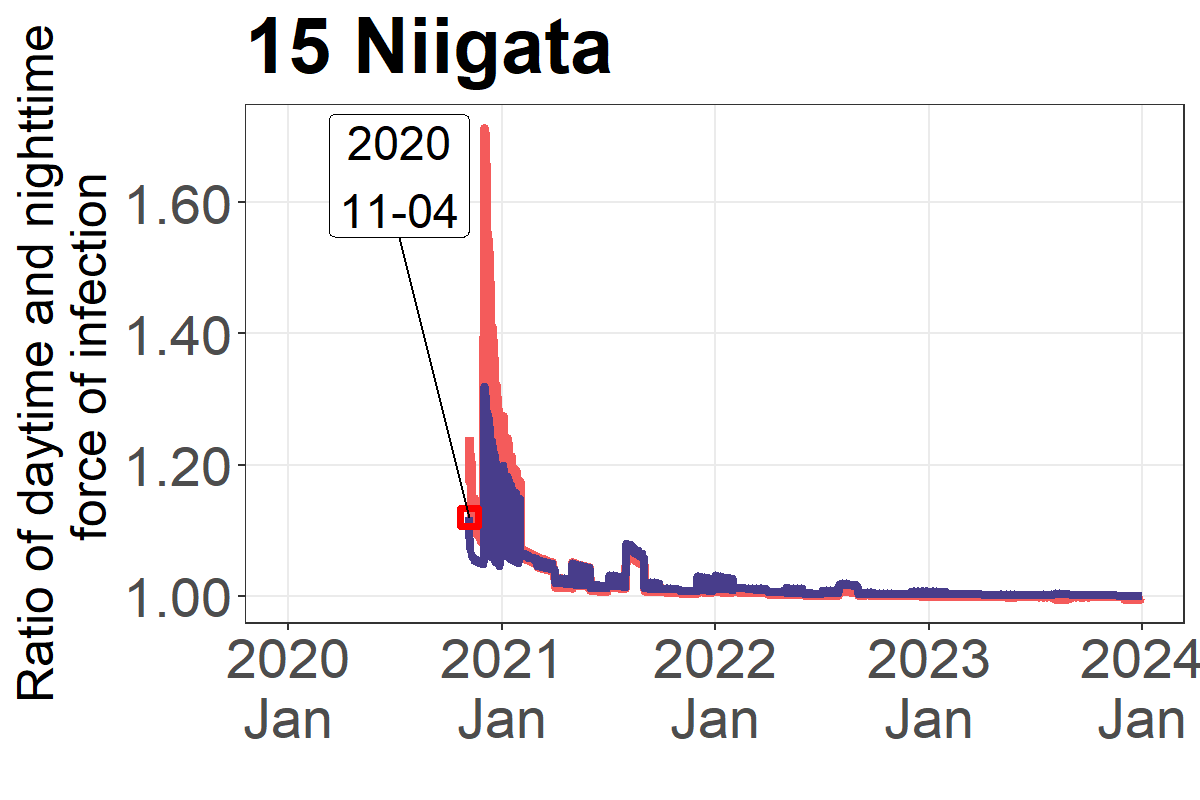 15 Niigata
Ratio of daytime and nighttime
force of infection
2020
11-04
1.60
1.40
1.20
1.00
2020 2021 2022 2023 2024
Jan Jan Jan Jan Jan